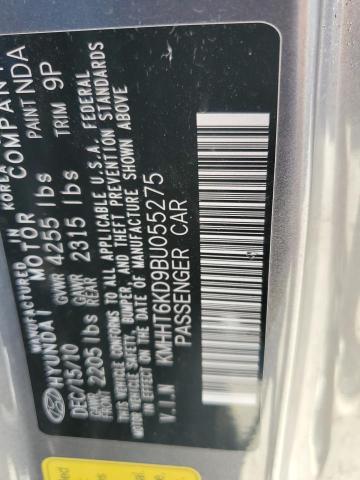 MANUFACTURED IN KOREA
HYUNDAI MOTOR COMPANY
DEC/15/10 GVWR 4255 lbs PAINT NDA
GAWR FRONT 2205 lbs GAWR REAR 2315 lbs TRIM 9P
THIS VEHICLE CONFORMS TO ALL APPLICABLE U.S.A. FEDERAL
MOTOR VEHICLE SAFETY, BUMPER, AND THEFT PREVENTION STANDARDS
IN EFFECT ON THE DATE OF MANUFACTURE SHOWN ABOVE
V.I.N KMHHT6KD9BU055275
PASSENGER CAR